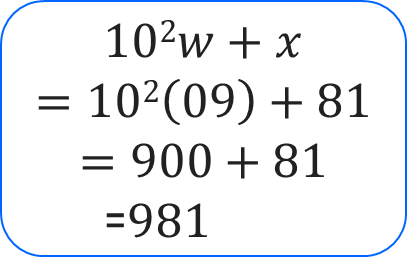 10²w + x
= 10²(09) + 81
= 900 + 81
=981